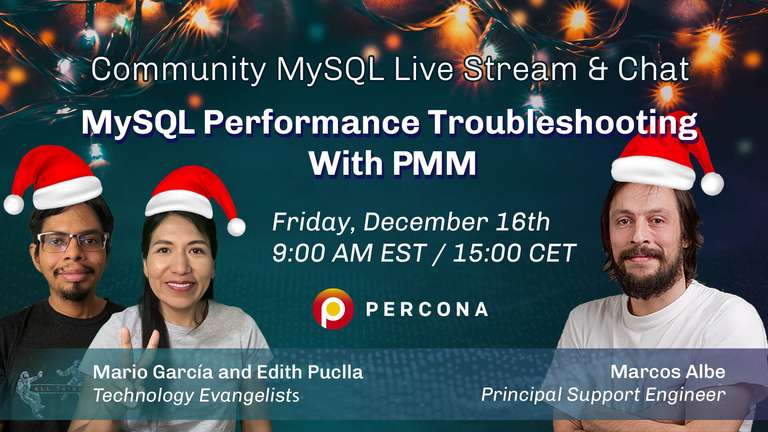 Community MySQL Live Stream & Chat
MySQL Performance Troubleshooting
With PMM
Friday, December 16th
9:00 AM EST / 15:00 CET
PERCONA
Mario García and Edith Puclla
Technology Evangelists
Marcos Albe
Principal Support Engineer